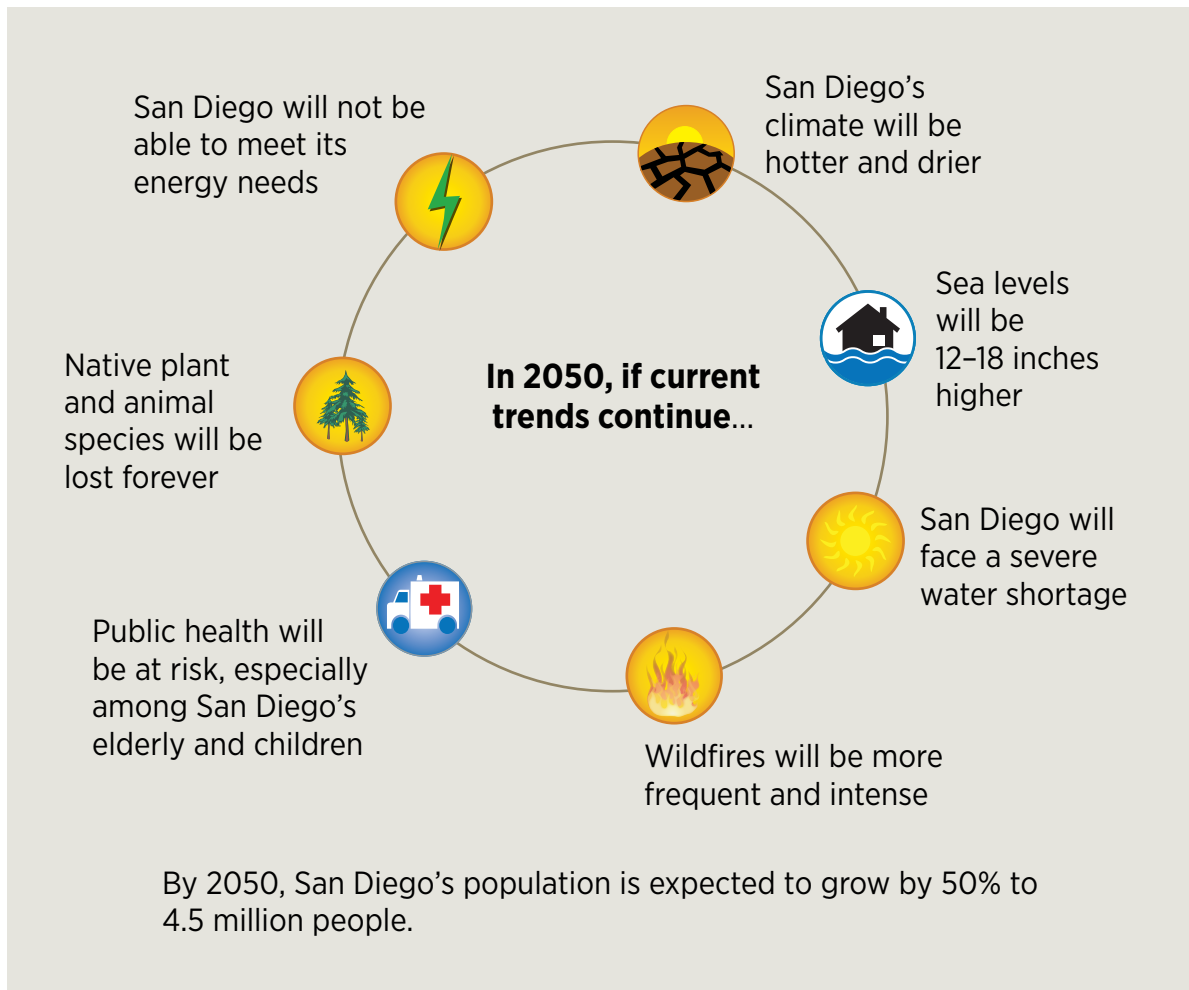 In 2050, if current
trends continue...
San Diego's
climate will be
hotter and drier
Sea levels
will be
12–18 inches
higher
San Diego will
face a severe
water shortage
Wildfires will be more
frequent and intense
Public health will
be at risk, especially
among San Diego's
elderly and children
Native plant
and animal
species will be
lost forever
San Diego will not be
able to meet its
energy needs
By 2050, San Diego's population is expected to grow by 50% to
4.5 million people.